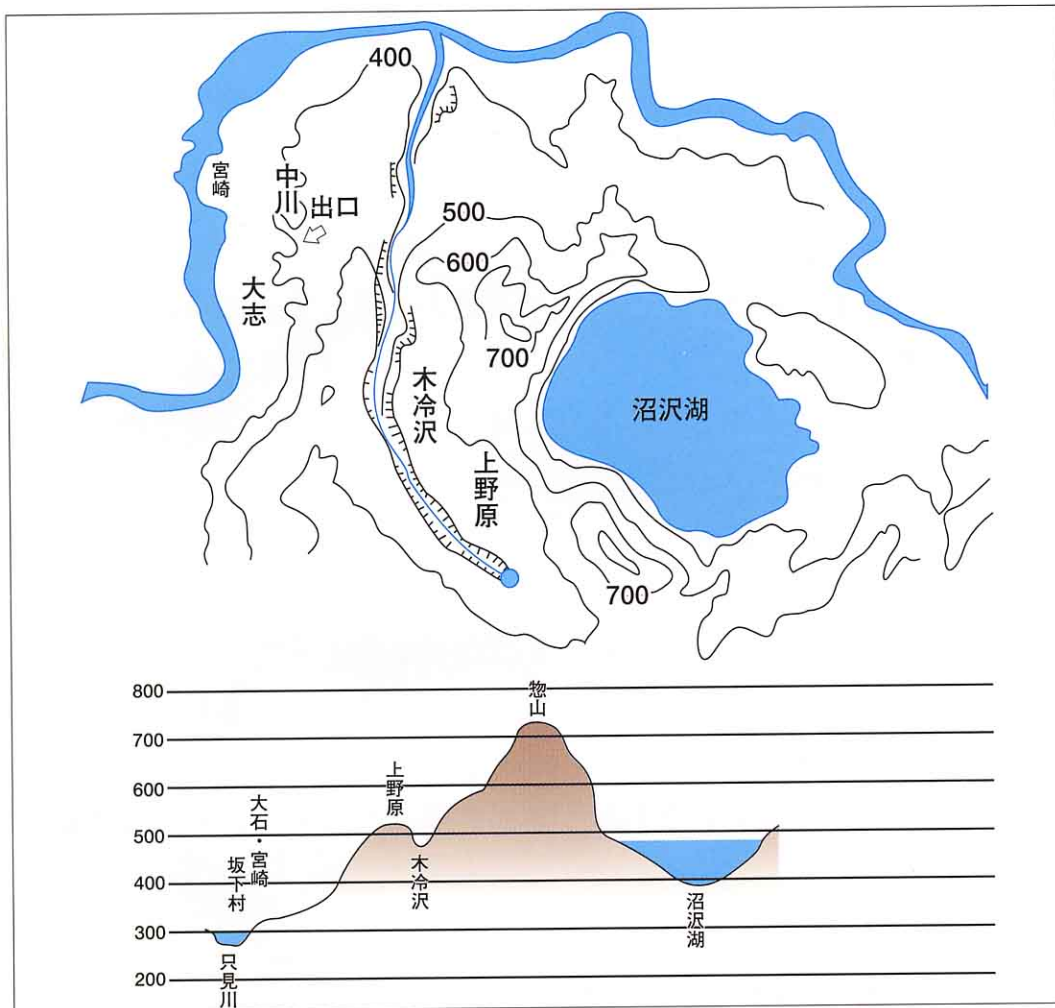 400
宮崎
中川
出口
大志
500
600
700
木冷沢
上野原
沼沢湖
700
800
700
600
500
400
300
200
惣山
上野原
大石・宮崎
坂下村
木冷沢
沼沢湖
只見川